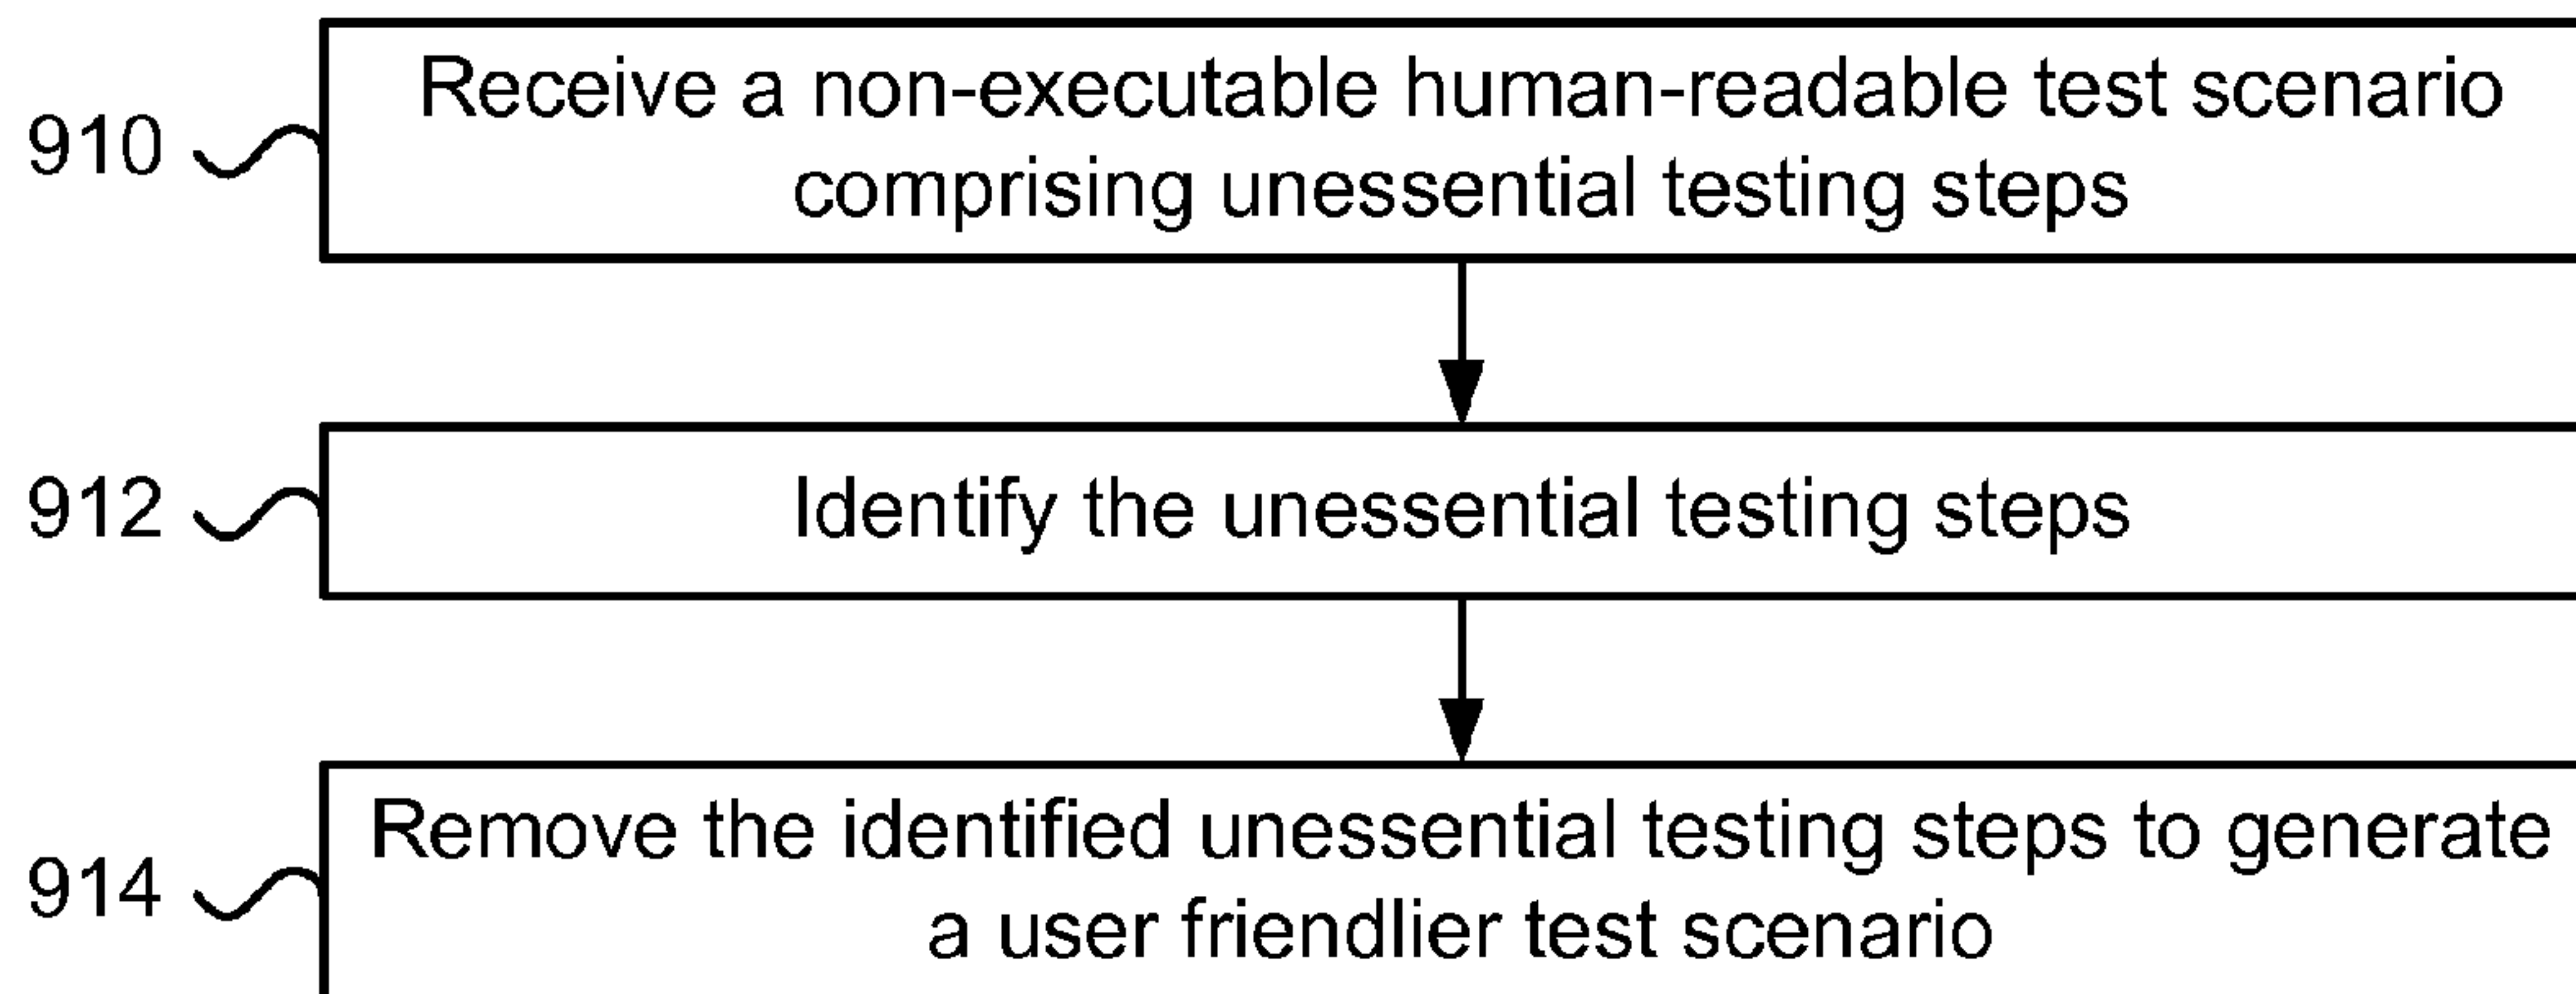 910
Receive a non-executable human-readable test scenario
comprising unessential testing steps
912
Identify the unessential testing steps
914
Remove the identified unessential testing steps to generate
a user friendlier test scenario